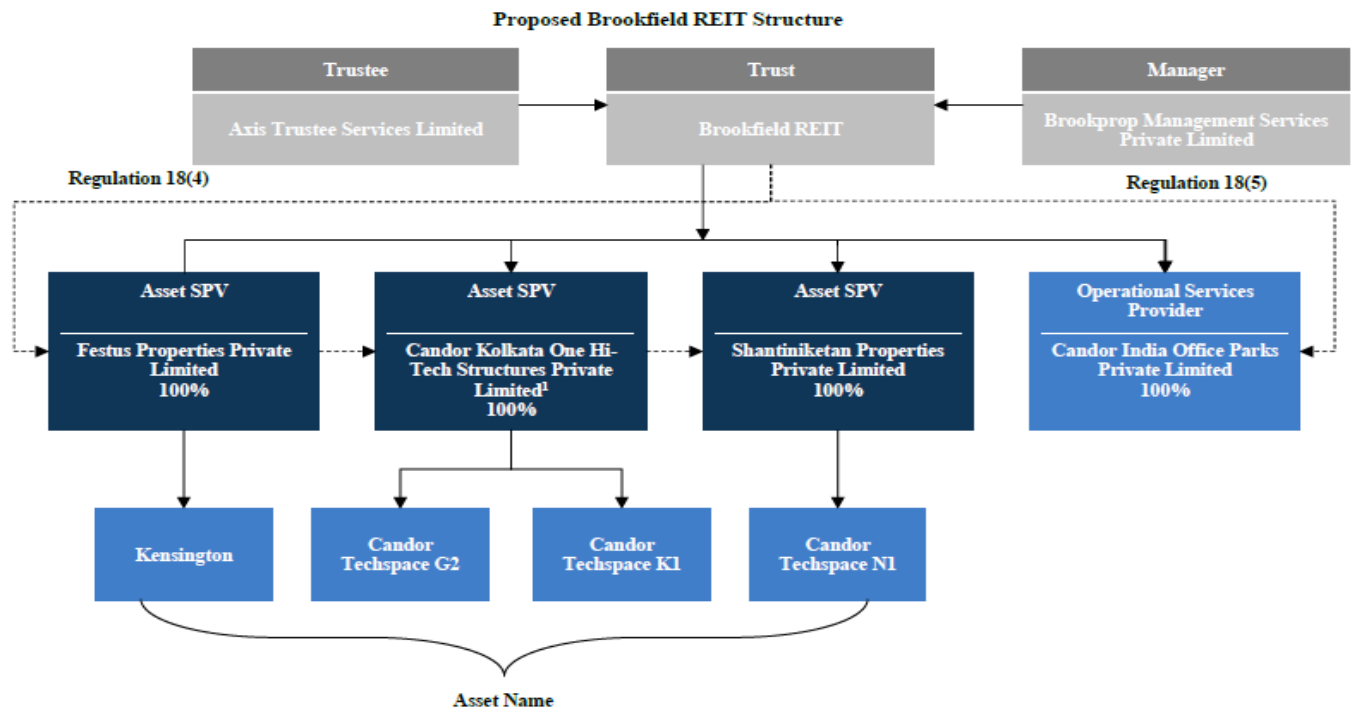 Proposed Brookfield REIT Structure
Trustee
Axis Trustee Services Limited
Trust
Brookfield REIT
Manager
Brookprop Management Services
Private Limited
Regulation 18(4)
Regulation 18(5)
Asset SPV
Festus Properties Private
Limited
100%
Asset SPV
Candor Kolkata One Hi-
Tech Structures Private
Limited¹
100%
Asset SPV
Shantiniketan Properties
Private Limited
100%
Operational Services
Provider
Candor India Office Parks
Private Limited
100%
Kensington
Candor
Techspace G2
Candor
Techspace K1
Candor
Techspace N1
Asset Name